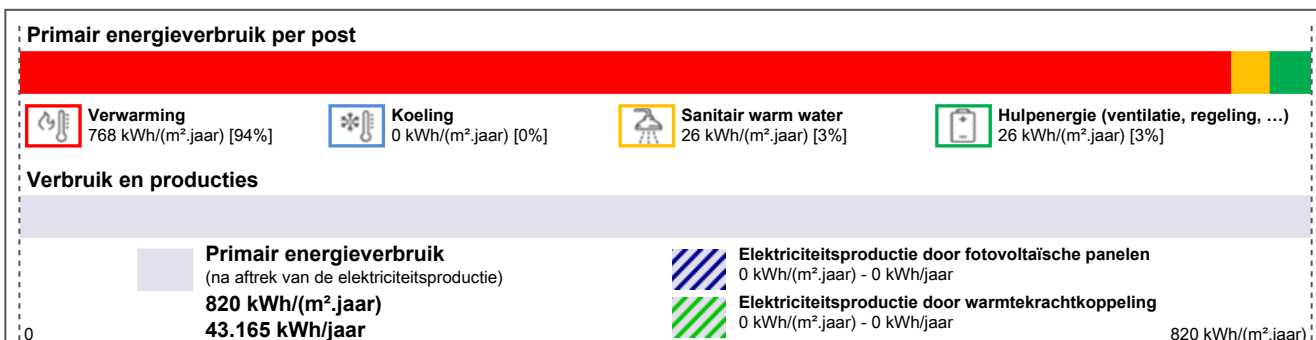 Primair energieverbruik per post
Verwarming
768 kWh/(m².jaar) [94%]
Koeling
0 kWh/(m².jaar) [0%]
Sanitair warm water
26 kWh/(m².jaar) [3%]
Hulpenergie (ventilatie, regeling, …)
26 kWh/(m².jaar) [3%]
Verbruik en producties
Primair energieverbruik
(na aftrek van de elektriciteitsproductie)
820 kWh/(m².jaar)
43.165 kWh/jaar
Elektriciteitsproductie door fotovoltaïsche panelen
0 kWh/(m².jaar) - 0 kWh/jaar
Elektriciteitsproductie door warmtekrachtkoppeling
0 kWh/(m².jaar) - 0 kWh/jaar
0
820 kWh/(m².jaar)